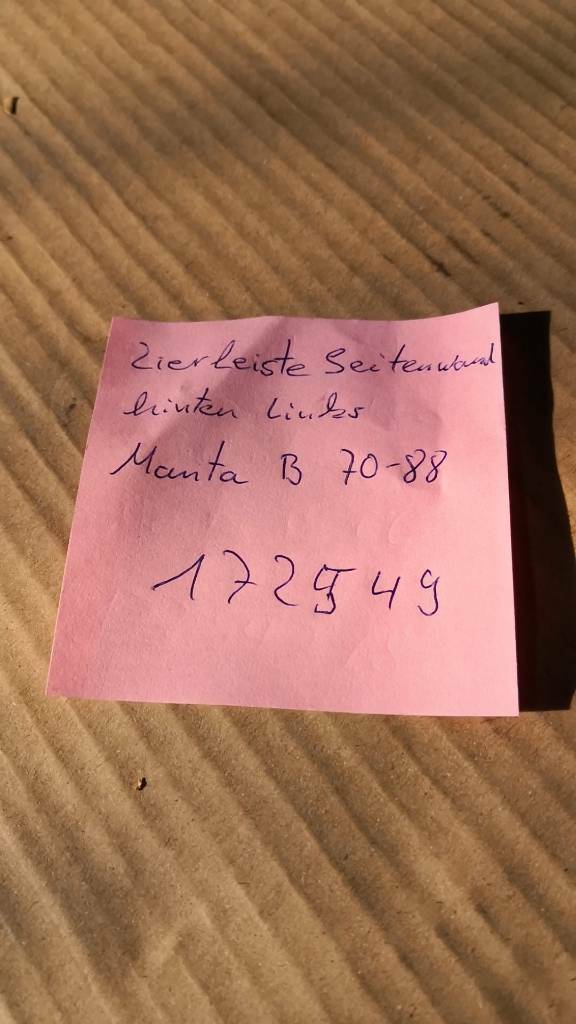 Zierleiste Seitenwand
hinten Links
Manta B 70-88
172549